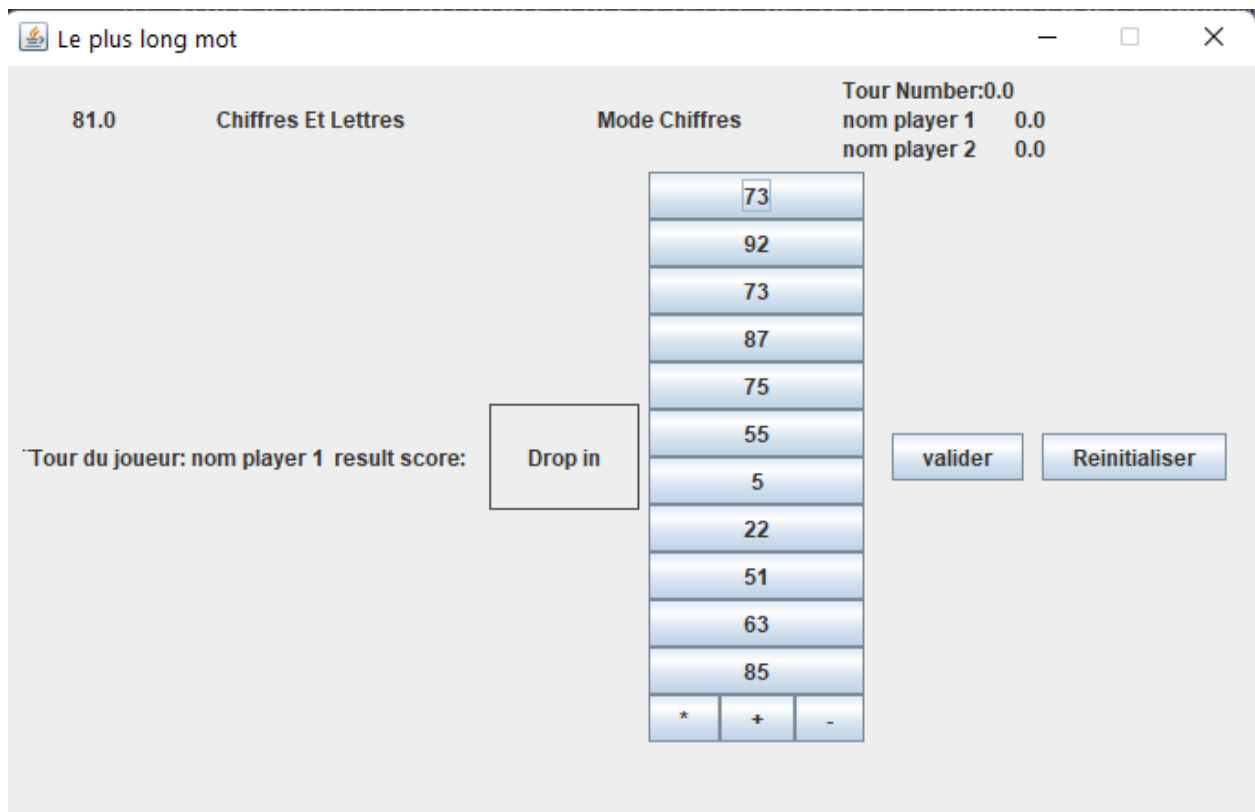 Le plus long mot
Tour Number:0.0
81.0 Chiffres Et Lettres Mode Chiffres nom player 1 0.0
nom player 2 0.0
73
92
73
87
75
55
Tour du joueur: nom player 1 result score: Drop in valider Reinitialiser
5
22
51
63
85
* + -